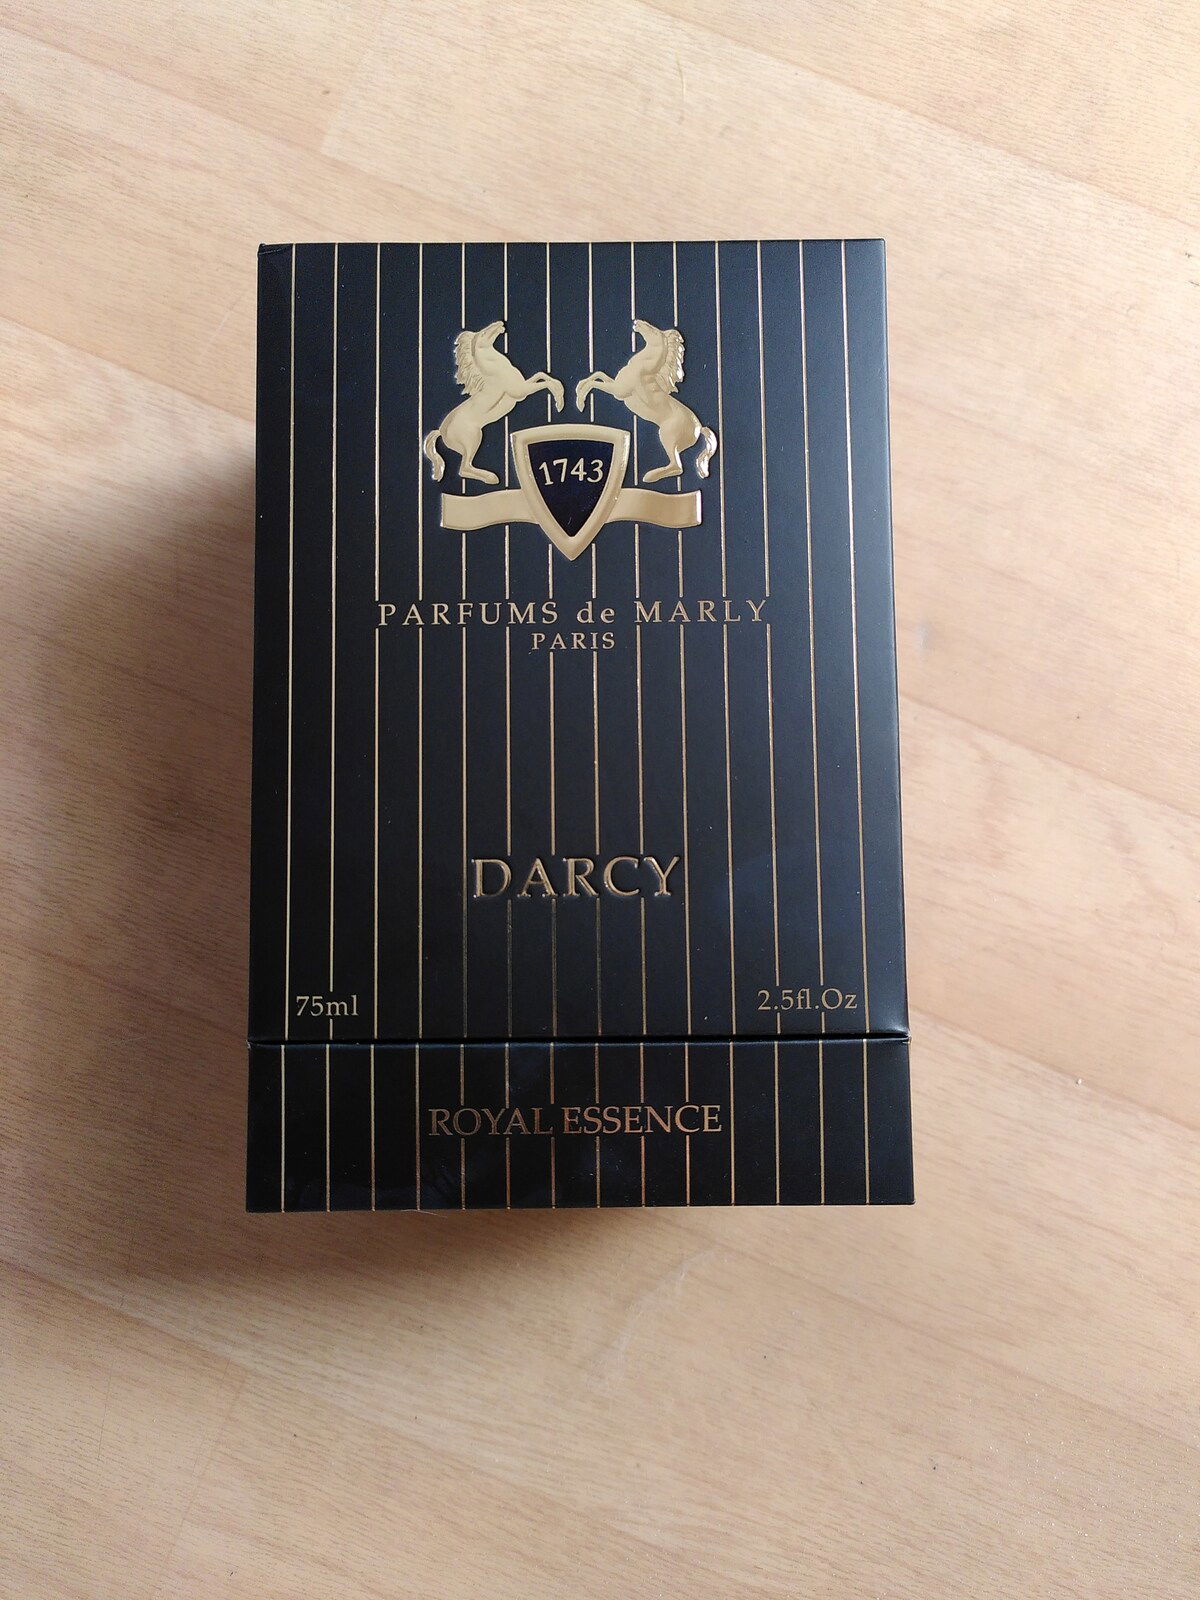 1743
PARFUMS de MARLY
PARIS
DARCY
75ml 2.5fl.Oz
ROYAL ESSENCE